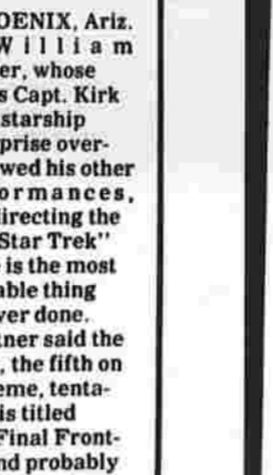 OENIX, Ariz.
William
er, whose
s Capt. Kirk
starship
prise over-
wed his other
ormances,
irecting the
Star Trek"
is the most
able thing
ver done.
tner said the
, the fifth on
eme, tenta-
is titled
Final Front-
nd probably